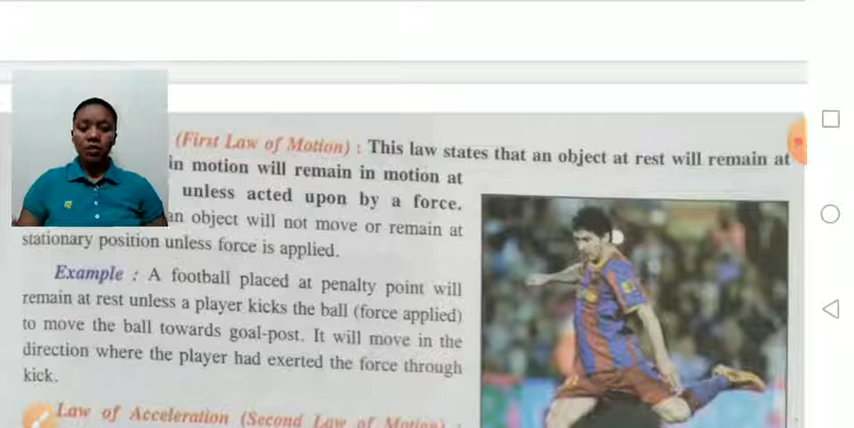 (First Law of Motion) : This law states that an object at rest will remain at
in motion will remain in motion at
unless acted upon by a force.
an object will not move or remain at
stationary position unless force is applied.
Example : A football placed at penalty point will
remain at rest unless a player kicks the ball (force applied)
to move the ball towards goal-post. It will move in the
direction where the player had exerted the force through
kick.
Law of Acceleration (Second Law of Motion) :